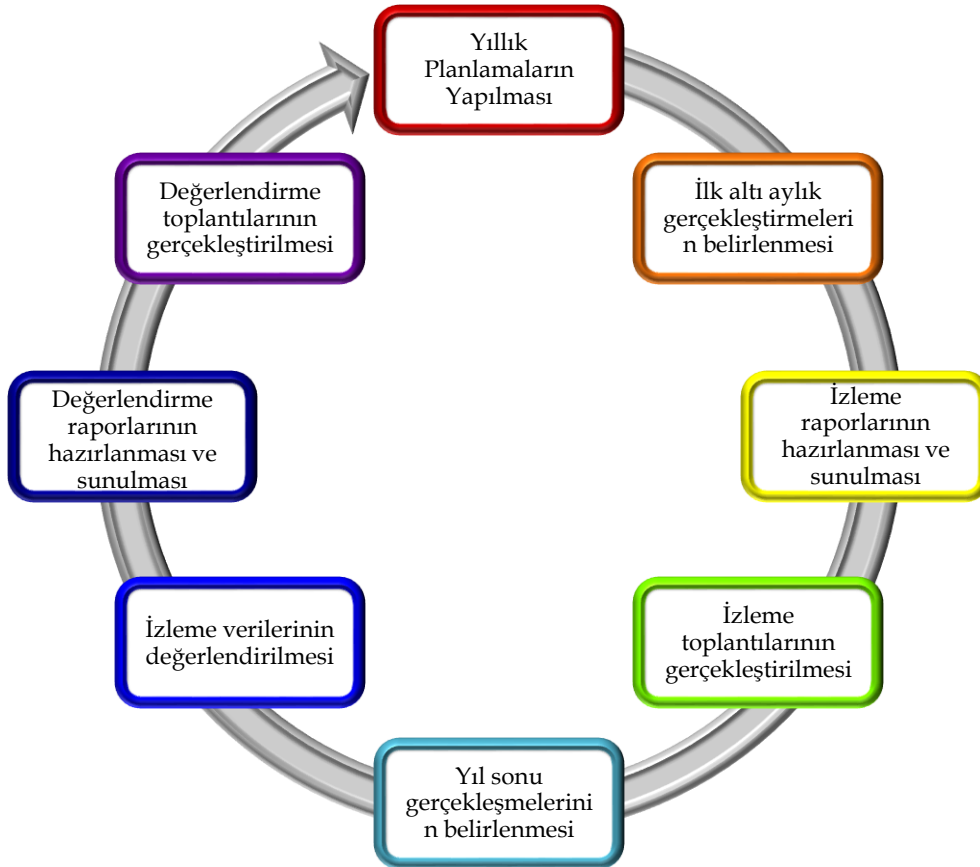 Yıllık
Planlamaların
Yapılması
İlk altı aylık
gerçekleştirmeleri
n belirlenmesi
İzleme
raporlarının
hazırlanması ve
sunulması
İzleme
toplantılarının
gerçekleştirilmesi
Yıl sonu
gerçekleşmelerini
n belirlenmesi
İzleme verilerinin
değerlendirilmesi
Değerlendirme
raporlarının
hazırlanması ve
sunulması
Değerlendirme
toplantılarının
gerçekleştirilmesi